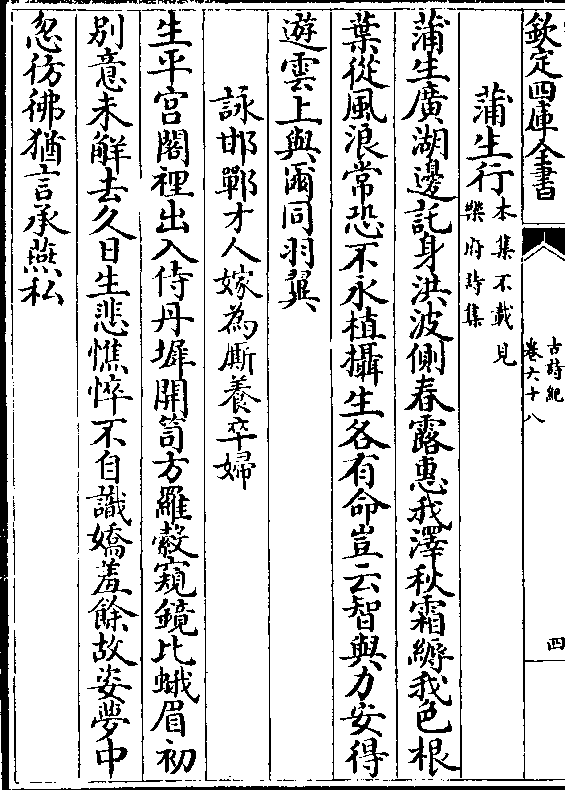 欽定四庫全書
古詩紀
卷六十八
四
蒲生行本集不載見
樂府詩集
蒲生廣湖邊託身洪波側春露惠我澤秋霜縟我色根
葉從風浪常恐不永植攝生各有命豈云智與力安得
遊雲上與爾同羽翼
詠邯鄲才人嫁為厮養卒婦
生平宫閣裡出入侍丹墀開笥方羅縠窺鏡比蛾眉初
别意未解去久日生悲憔悴不自識嬌羞餘故姿夢中
忽彷彿猶言承燕私